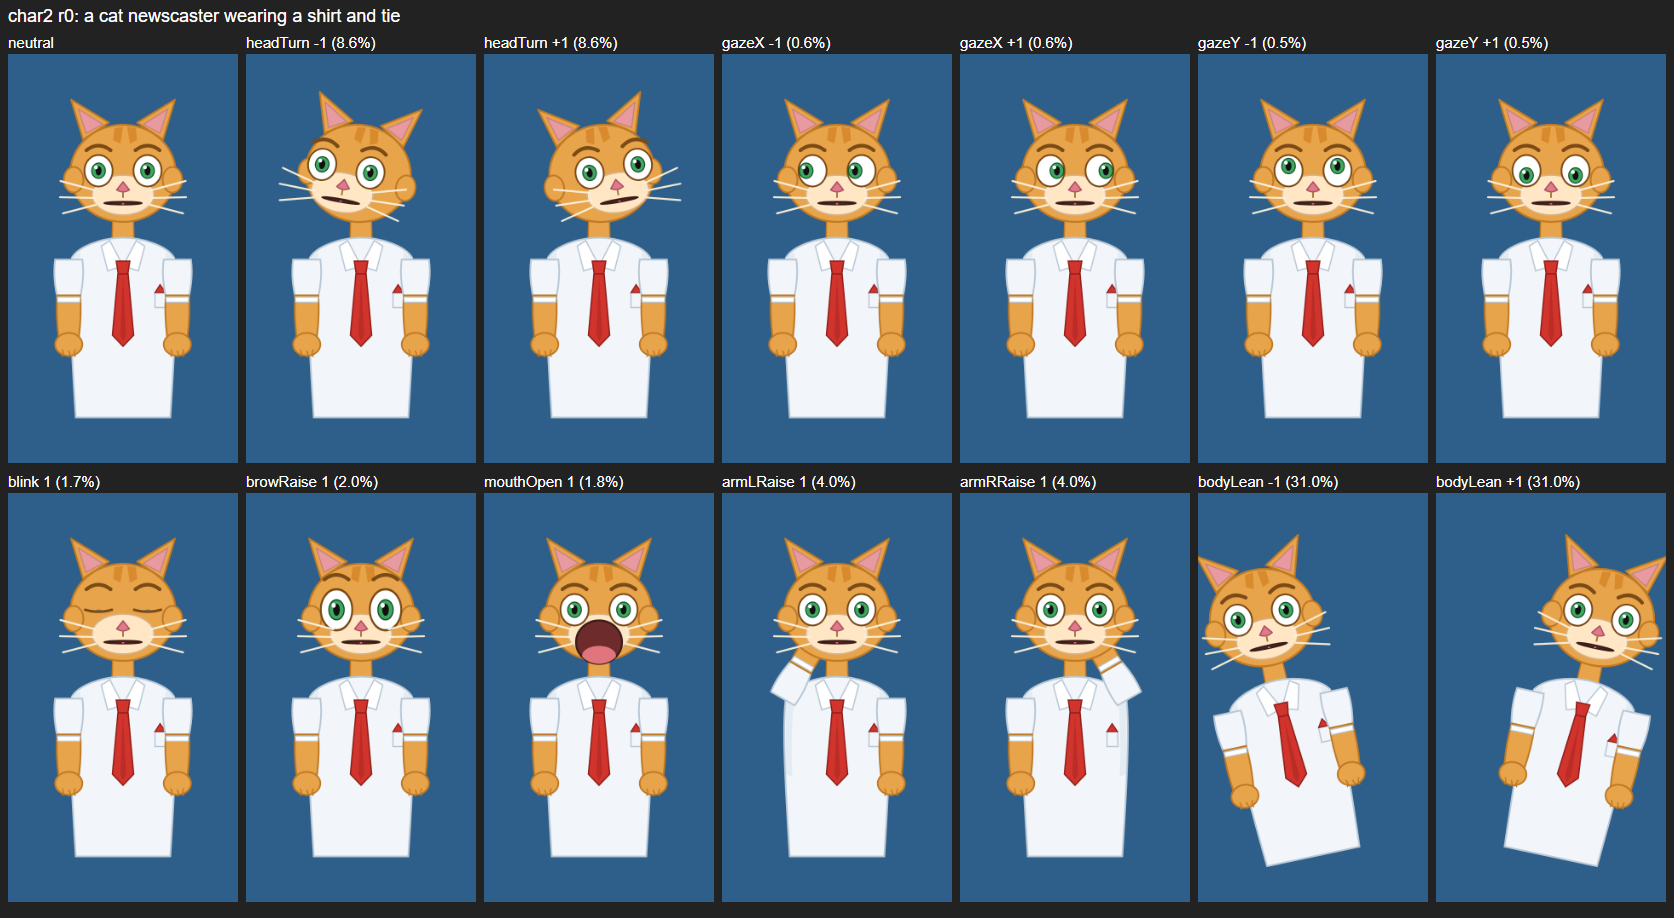 char2 r0: a cat newscaster wearing a shirt and tie
neutral
headTurn -1 (8.6%)
headTurn +1 (8.6%)
gazeX -1 (0.6%)
gazeX +1 (0.6%)
gazeY -1 (0.5%)
gazeY +1 (0.5%)
blink 1 (1.7%)
browRaise 1 (2.0%)
mouthOpen 1 (1.8%)
armLRaise 1 (4.0%)
armRRaise 1 (4.0%)
bodyLean -1 (31.0%)
bodyLean +1 (31.0%)